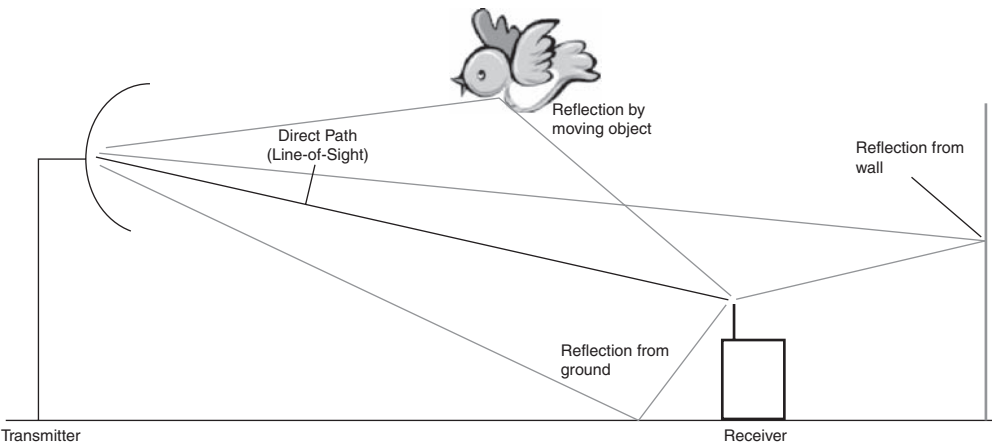 Reflection by
moving object
Direct Path
(Line-of-Sight)
Reflection from
wall
Reflection from
ground
Transmitter
Receiver